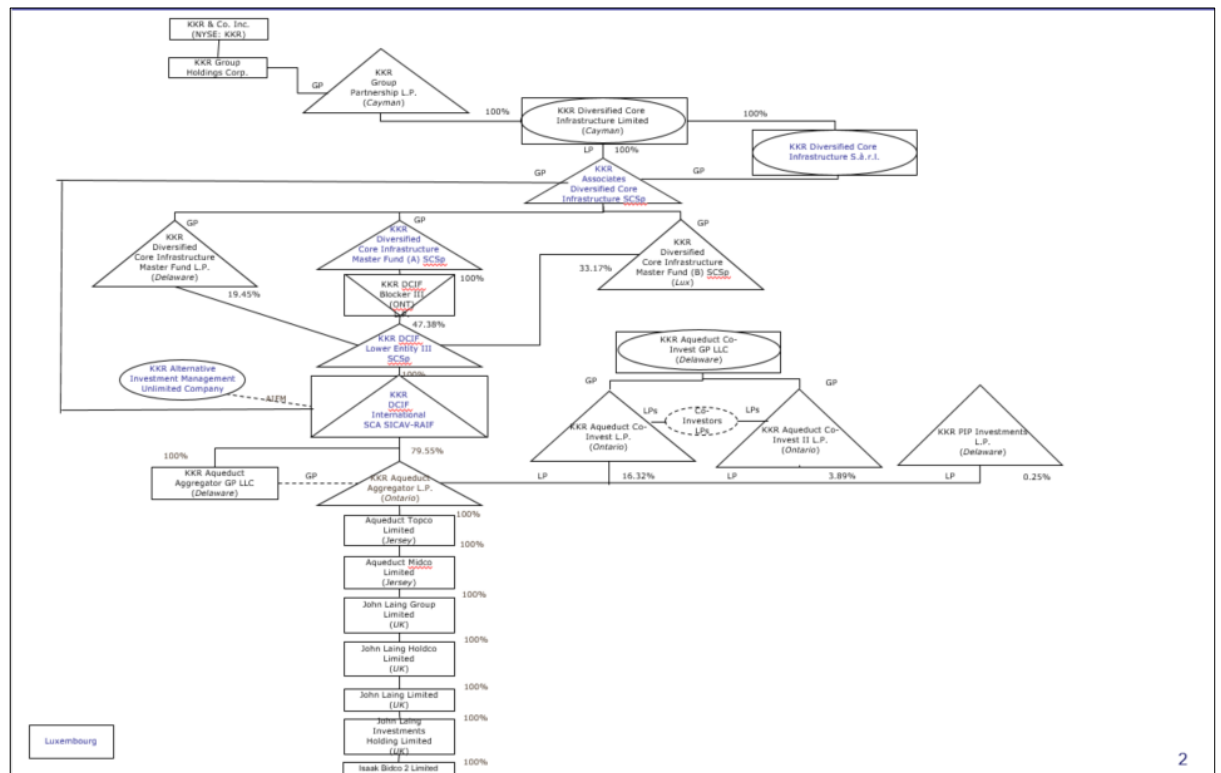 KKR & Co. Inc.
(NYSE: KKR)
KKR Group
Holdings Corp.
GP
KKR
Group
Partnership L.P.
(Cayman)
100%
KKR Diversified Core
Infrastructure Limited
(Cayman)
100%
KKR Diversified Core
Infrastructure S.à.r.l.
LP
100%
GP
KKR
Associates
Diversified Core
Infrastructure SCSp
GP
GP
KKR
Diversified
Core Infrastructure
Master Fund L.P.
(Delaware)
19.45%
GP
KKR
Diversified
Core Infrastructure
Master Fund (A) SCSp
100%
GP
KKR
Diversified
Core Infrastructure
Master Fund (B) SCSp
(Lux)
33.17%
KKR DCIF
Blocker III
(ONT)
47.38%
KKR DCIF
Lower Entity III
SCSp
100%
KKR Alternative
Investment Management
Unlimited Company
AIFM
KKR
DCIF
International
SCA SICAV-RAIF
KKR Aqueduct Co-
Invest GP LLC
(Delaware)
GP
GP
KKR Aqueduct Co-
Invest L.P.
(Ontario)
LPs
Co-
Investors
LPs
LPs
KKR Aqueduct Co-
Invest II L.P.
(Ontario)
KKR PIP Investments
L.P.
(Delaware)
100%
79.55%
KKR Aqueduct
Aggregator GP LLC
(Delaware)
GP
KKR Aqueduct
Aggregator L.P.
(Ontario)
LP
16.32%
LP
3.89%
LP
0.25%
100%
Aqueduct Topco
Limited
(Jersey)
100%
Aqueduct Midco
Limited
(Jersey)
100%
John Laing Group
Limited
(UK)
100%
John Laing Holdco
Limited
(UK)
100%
John Laing Limited
(UK)
100%
John Laing
Investments
Holding Limited
(UK)
100%
Isaak Bidco 2 Limited
Luxembourg
2